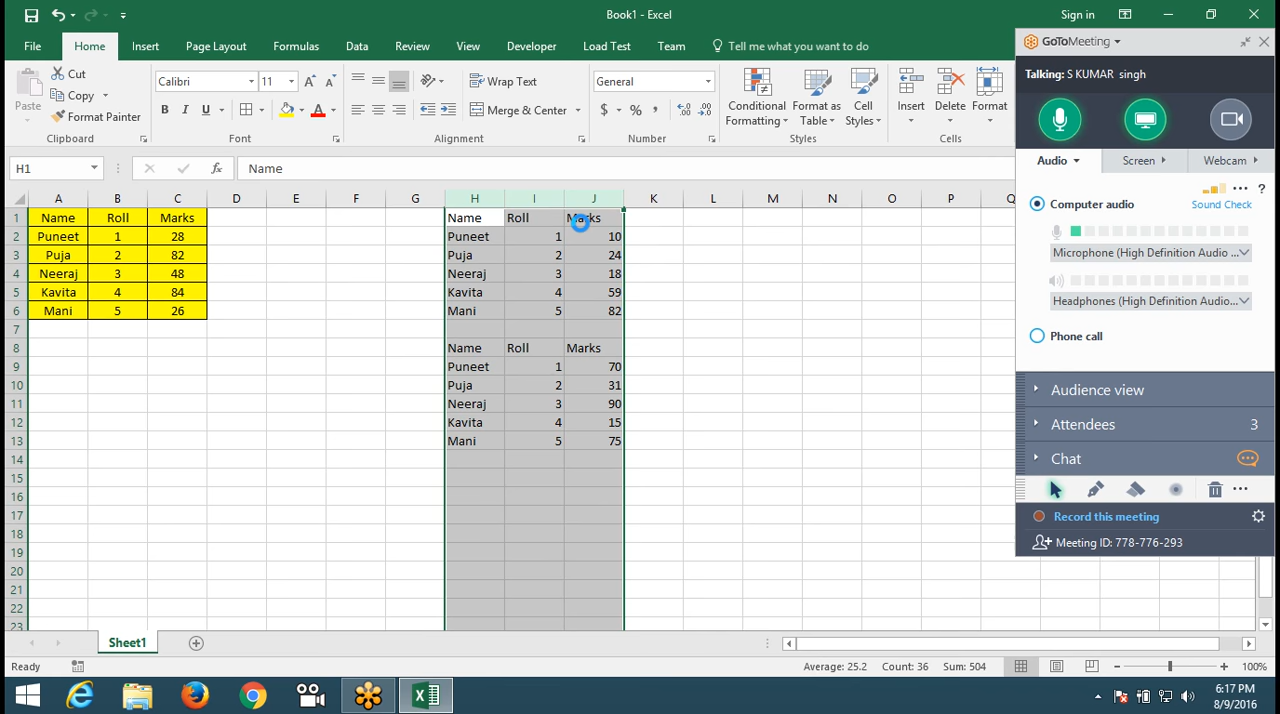 Book1 - Excel
Sign in
File Home Insert Page Layout Formulas Data Review View Developer Load Test Team Tell me what you want to do
Paste
Cut
Copy
Format Painter
Clipboard
Calibri 11
B I U
Font
Wrap Text
Merge & Center
Alignment
General
$ % ,
Number
Conditional Formatting
Format as Table
Cell Styles
Styles
Insert
Delete
Format
Cells
H1 fx Name
A B C D E F G H I J K L M N O P Q
1 Name Roll Marks Name Roll Marks
2 Puneet 1 28 Puneet 1 10
3 Puja 2 82 Puja 2 24
4 Neeraj 3 48 Neeraj 3 18
5 Kavita 4 84 Kavita 4 59
6 Mani 5 26 Mani 5 82
7
8 Name Roll Marks
9 Puneet 1 70
10 Puja 2 31
11 Neeraj 3 90
12 Kavita 4 15
13 Mani 5 75
14
15
16
17
18
19
20
21
22
23
Sheet1
Ready
Average: 25.2 Count: 36 Sum: 504
100%
GoToMeeting
Talking: S KUMAR singh
Audio Screen Webcam
Computer audio
?
Sound Check
Microphone (High Definition Audio ...
Headphones (High Definition Audio...
Phone call
Audience view
Attendees 3
Chat
Record this meeting
Meeting ID: 778-776-293
6:17 PM
8/9/2016